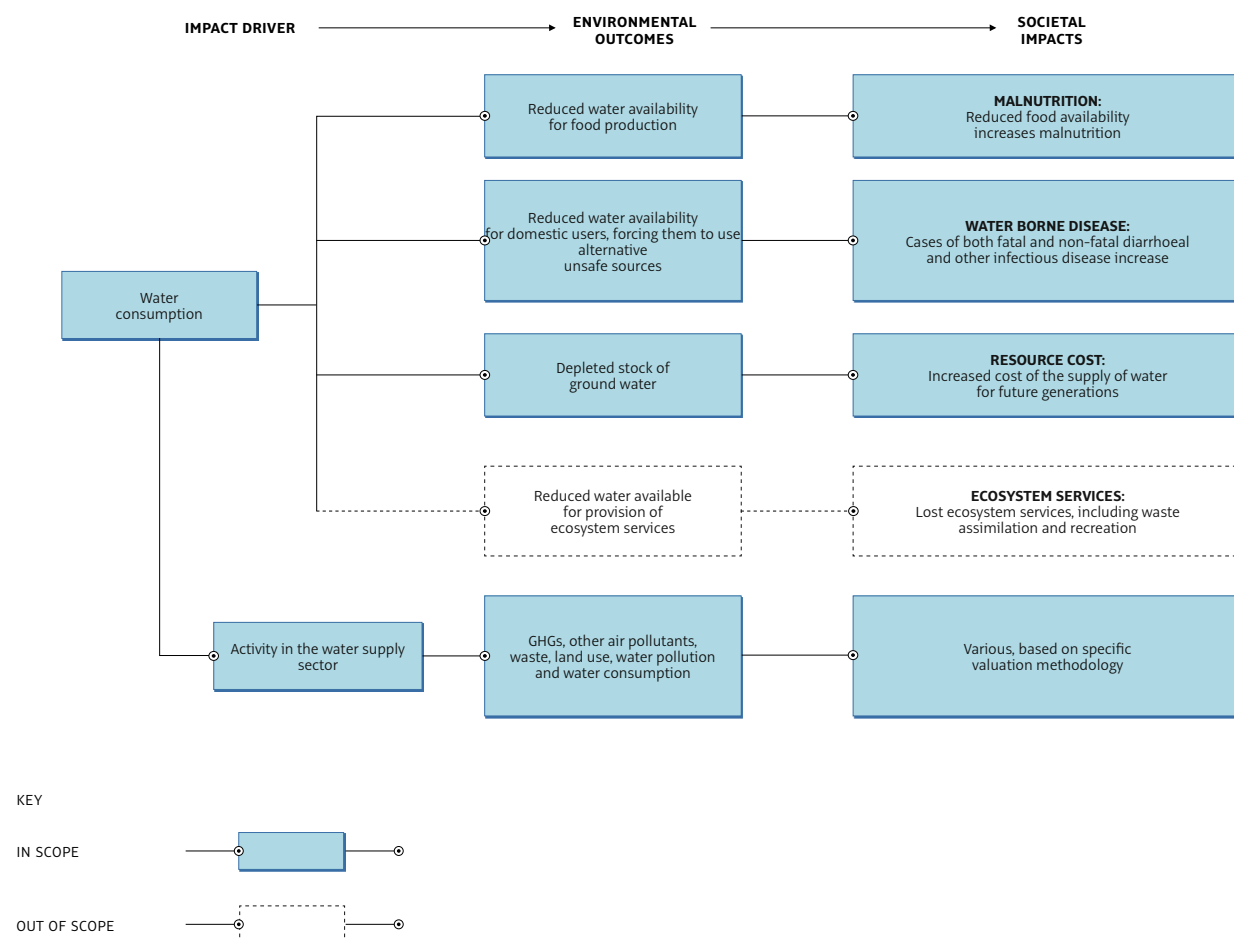 IMPACT DRIVER
ENVIRONMENTAL
OUTCOMES
SOCIETAL
IMPACTS
Reduced water availability
for food production
MALNUTRITION:
Reduced food availability
increases malnutrition
Reduced water availability
for domestic users, forcing them to use
alternative
unsafe sources
WATER BORNE DISEASE:
Cases of both fatal and non-fatal diarrhoeal
and other infectious disease increase
Water
consumption
Depleted stock of
ground water
RESOURCE COST:
Increased cost of the supply of water
for future generations
Reduced water available
for provision of
ecosystem services
ECOSYSTEM SERVICES:
Lost ecosystem services, including waste
assimilation and recreation
Activity in the water supply
sector
GHGs, other air pollutants,
waste, land use, water pollution
and water consumption
Various, based on specific
valuation methodology
KEY
IN SCOPE
OUT OF SCOPE